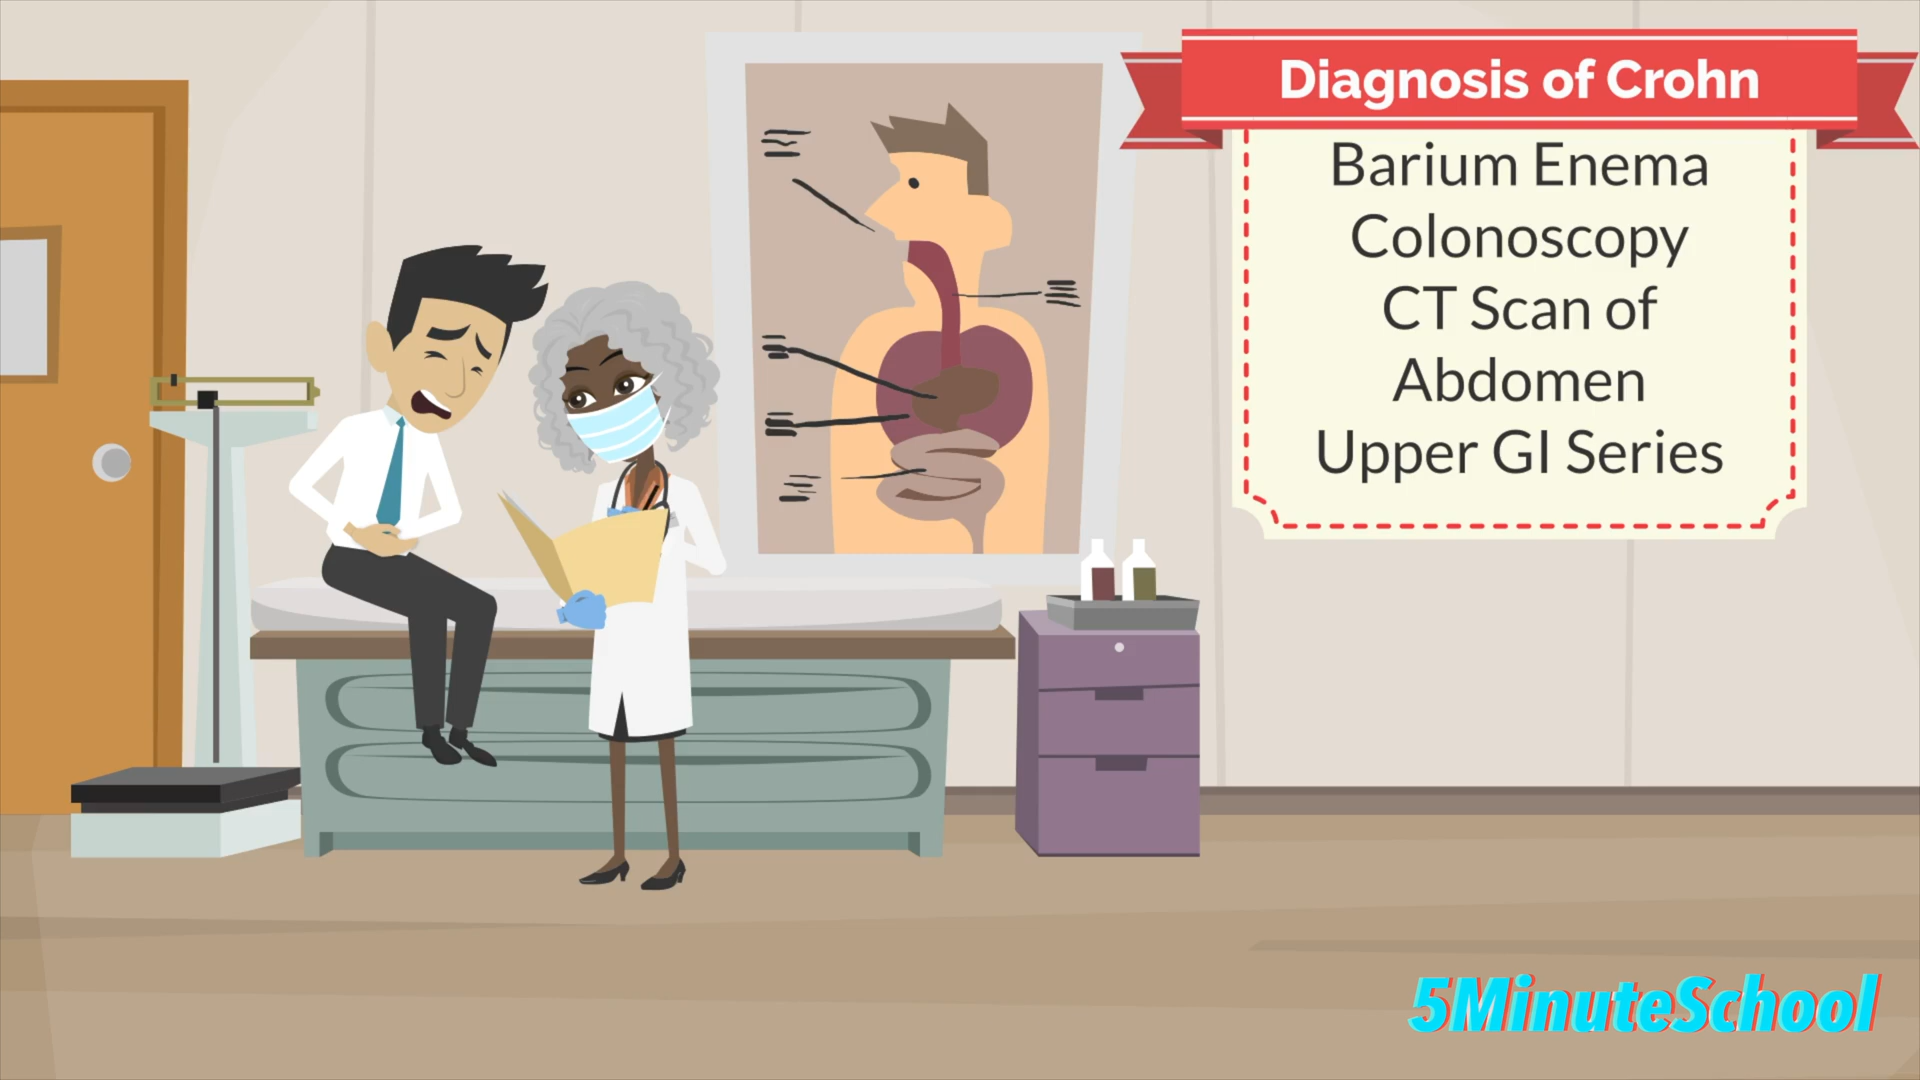 Diagnosis of Crohn
Barium Enema
Colonoscopy
CT Scan of
Abdomen
Upper GI Series
5MinuteSchool